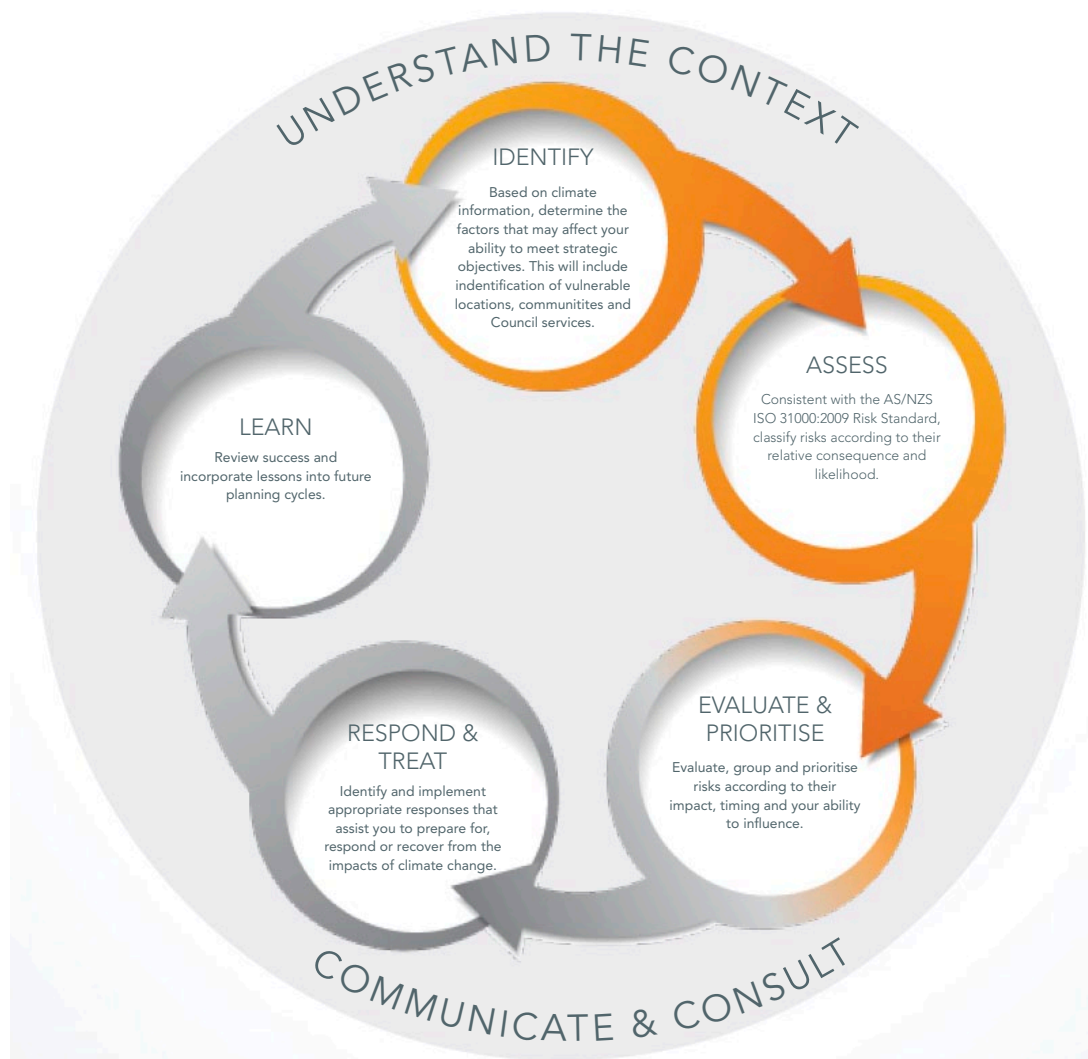 UNDERSTAND THE CONTEXT
IDENTIFY
Based on climate
information, determine the
factors that may affect your
ability to meet strategic
objectives. This will include
indentification of vulnerable
locations, communitites and
Council services.
ASSESS
Consistent with the AS/NZS
ISO 31000:2009 Risk Standard,
classify risks according to their
relative consequence and
likelihood.
EVALUATE &
PRIORITISE
Evaluate, group and prioritise
risks according to their
impact, timing and your ability
to influence.
RESPOND &
TREAT
Identify and implement
appropriate responses that
assist you to prepare for,
respond or recover from the
impacts of climate change.
LEARN
Review success and
incorporate lessons into future
planning cycles.
COMMUNICATE & CONSULT